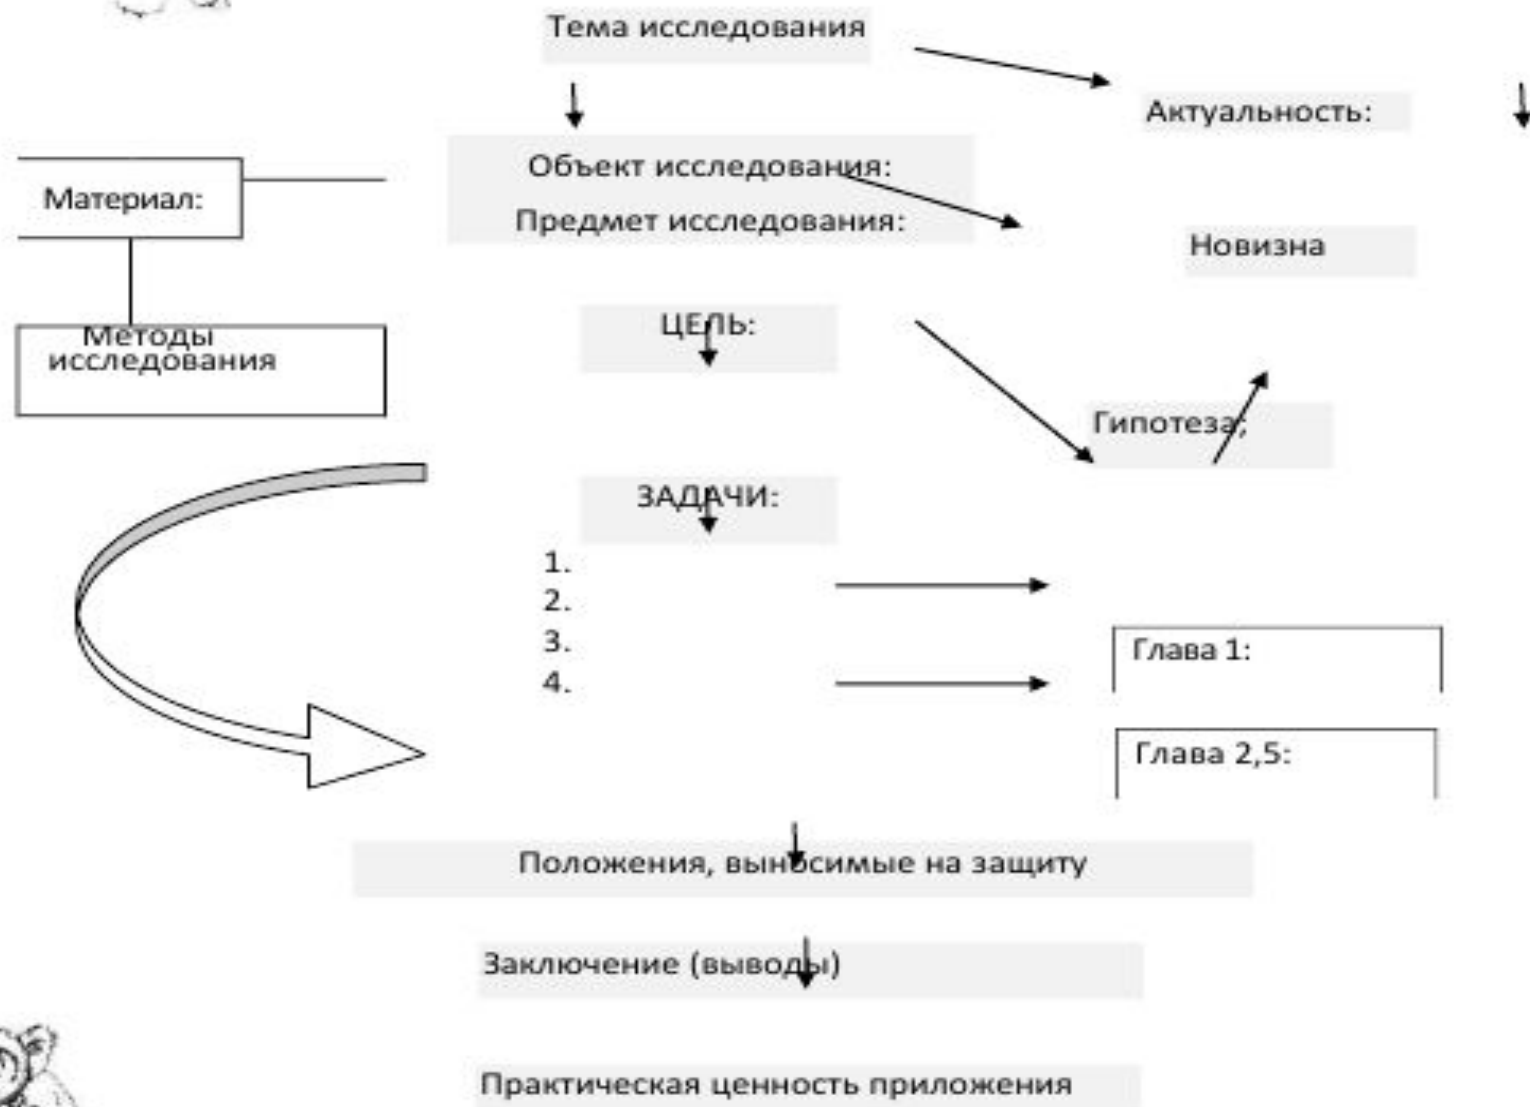 Тема исследования
Актуальность:
Объект исследования:
Материал:
Предмет исследования:
Новизна
ЦЕЛЬ:
Методы
исследования
Гипотеза;
ЗАДАЧИ:
1.
2.
3.
4.
Глава 1:
Глава 2,5:
Положения, выносимые на защиту
Заключение (выводы)
Практическая ценность приложения